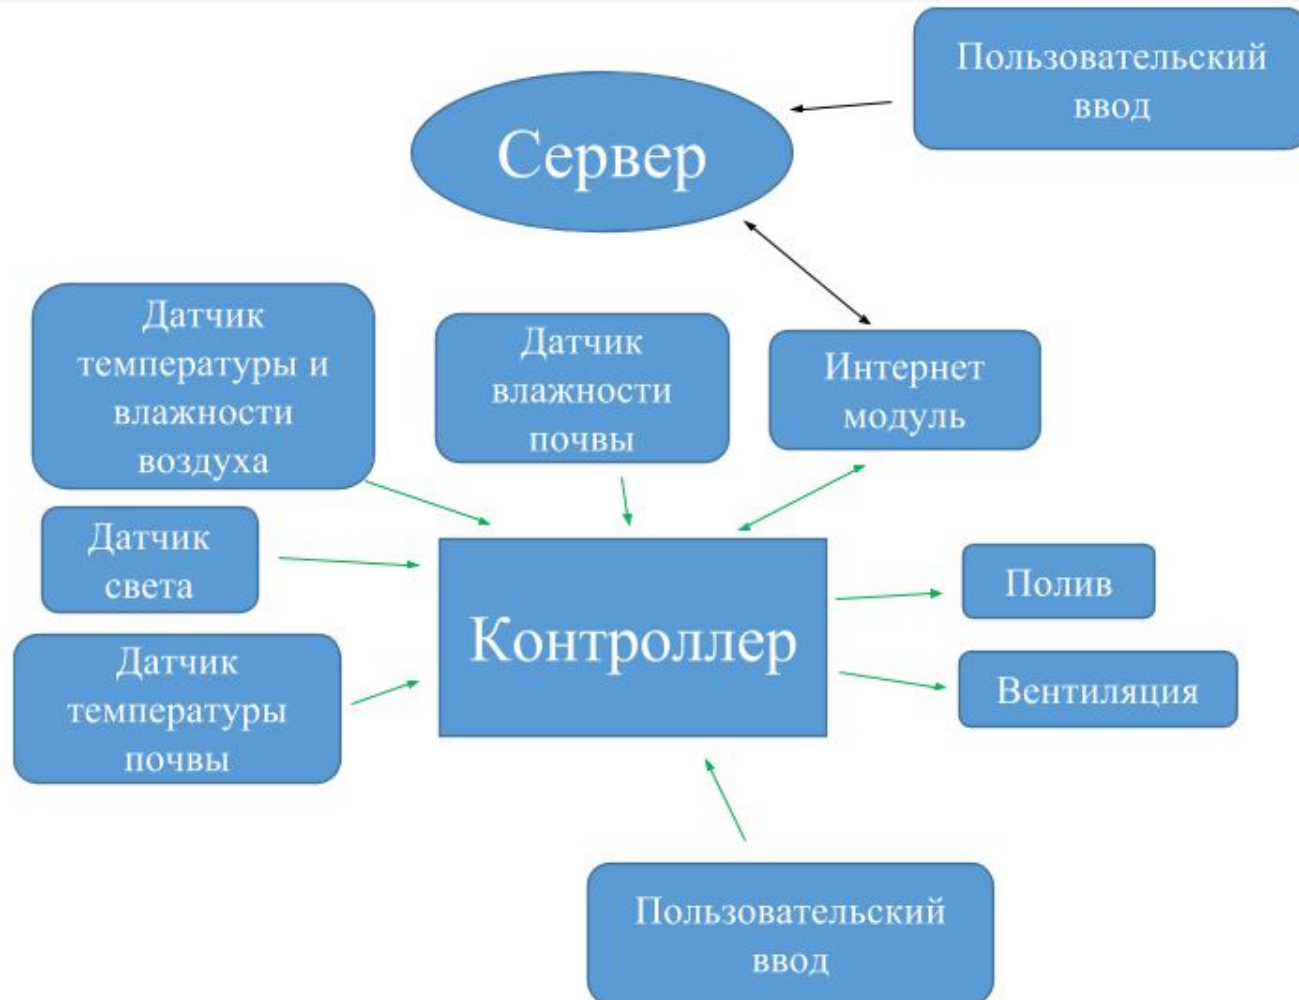 Пользовательский
ввод
Сервер
Датчик
температуры и
влажности
воздуха
Датчик
влажности
почвы
Интернет
модуль
Датчик
света
Полив
Контроллер
Датчик
температуры
почвы
Вентиляция
Пользовательский
ввод